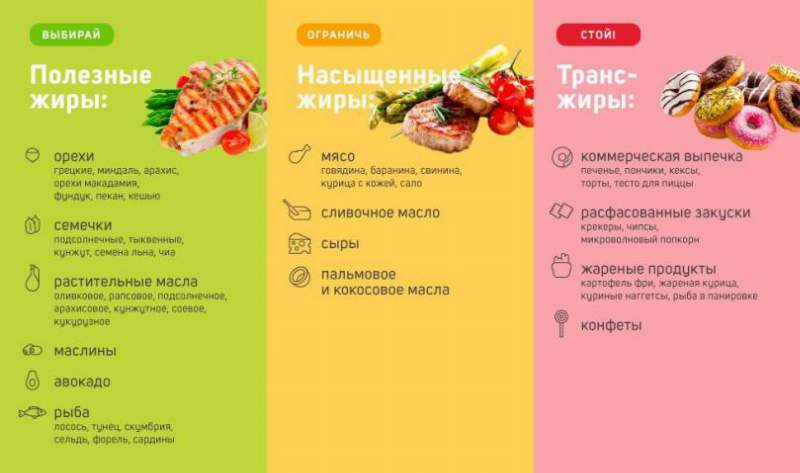 ВЫБИРАЙ
Полезные
жиры:
орехи
грецкие, миндаль, арахис,
орехи макадамия,
фундук, пекан, кешью
семечки
подсолнечные, тыквенные,
кунжут, семена льна, чиа
растительные масла
оливковое, рапсовое, подсолнечное,
арахисовое, кунжутное, соевое,
кукурузное
маслины
авокадо
рыба
лосось, тунец, скумбрия,
сельдь, форель, сардины
ОГРАНИЧЬ
Насыщенные
жиры:
мясо
говядина, баранина, свинина,
курица с кожей, сало
сливочное масло
сыры
пальмовое
и кокосовое масла
СТОЙ!
Транс-
жиры:
коммерческая выпечка
печенье, пончики, кексы,
торты, тесто для пиццы
расфасованные закуски
крекеры, чипсы,
микроволновый попкорн
жареные продукты
картофель фри, жареная курица,
куриные наггетсы, рыба в панировке
конфеты